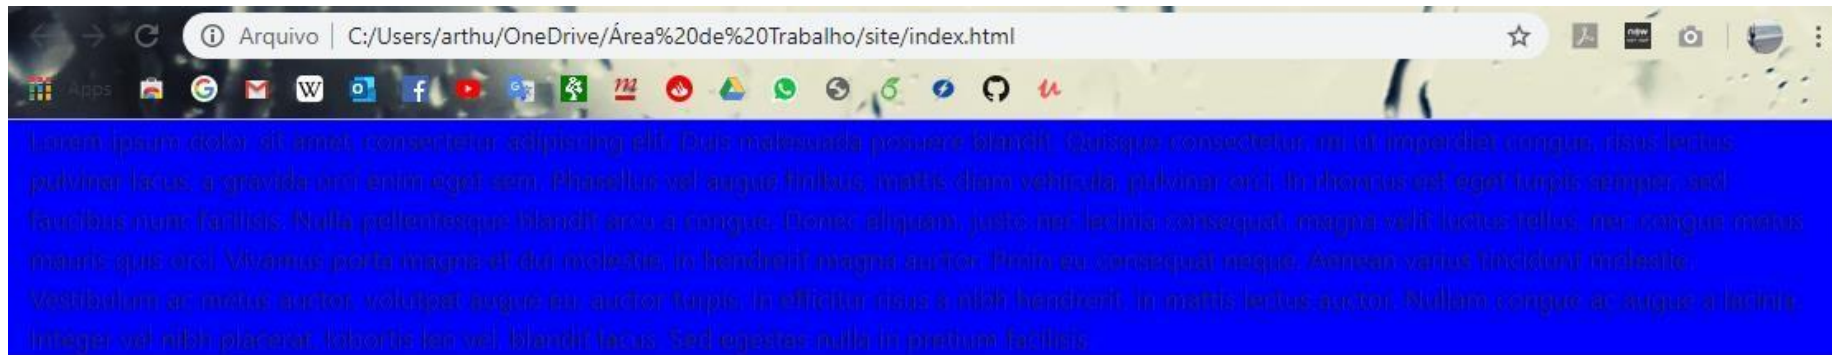 Arquivo | C:/Users/arthu/OneDrive/Área%20de%20Trabalho/site/index.html
Apps
Lorem ipsum dolor sit amet, consectetur adipiscing elit. Duis malesuada posuere blandit. Quisque consectetur, mi ut imperdiet congue, risus lectus
pulvinar lacus, a gravida orci enim eget sem. Phasellus vel augue finibus, mattis diam vehicula, pulvinar orci. In rhoncus est eget turpis semper, sed
faucibus nunc facilisis. Nulla pellentesque blandit arcu a congue. Donec aliquam, justo nec lacinia consequat, magna velit luctus tellus, nec congue metus
mauris quis orci. Vivamus porta magna et dui molestie, in hendrerit magna auctor. Proin eu consequat neque. Aenean varius tincidunt molestie.
Vestibulum ac metus auctor, volutpat augue eu, auctor turpis. In efficitur risus a nibh hendrerit, in mattis lectus auctor. Nullam congue ac augue a lacinia.
Integer vel nibh placerat, lobortis leo vel, blandit lacus. Sed egestas nulla in pretium facilisis.